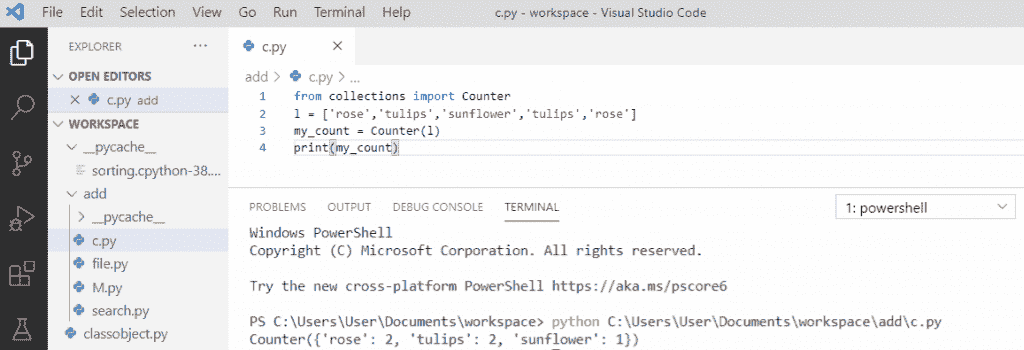 File Edit Selection View Go Run Terminal Help c.py - workspace - Visual Studio Code
EXPLORER ...
c.py ×
OPEN EDITORS
× c.py add
WORKSPACE
__pycache__
sorting.cpython-38....
add
__pycache__
c.py
file.py
M.py
search.py
classobject.py
add > c.py > ...
1 from collections import Counter
2 l = ['rose','tulips','sunflower','tulips','rose']
3 my_count = Counter(l)
4 print(my_count)
PROBLEMS OUTPUT DEBUG CONSOLE TERMINAL 1: powershell
Windows PowerShell
Copyright (C) Microsoft Corporation. All rights reserved.
Try the new cross-platform PowerShell https://aka.ms/pscore6
PS C:\Users\User\Documents\workspace> python C:\Users\User\Documents\workspace\add\c.py
Counter({'rose': 2, 'tulips': 2, 'sunflower': 1})